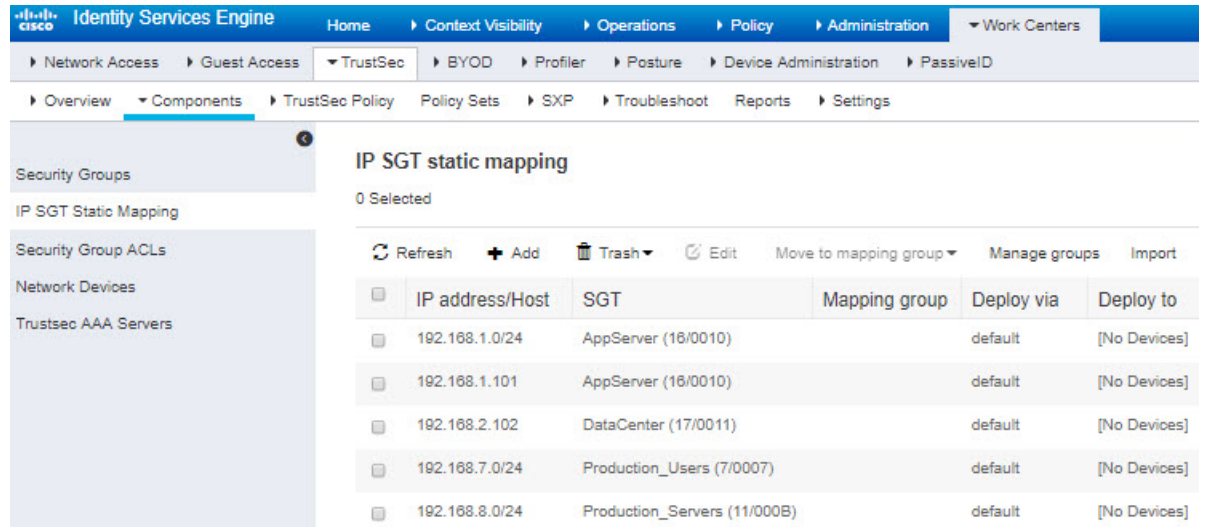 cisco Identity Services Engine Home Context Visibility Operations Policy Administration Work Centers
Network Access Guest Access TrustSec BYOD Profiler Posture Device Administration PassiveID
Overview Components TrustSec Policy Policy Sets SXP Troubleshoot Reports Settings
Security Groups
IP SGT Static Mapping
Security Group ACLs
Network Devices
Trustsec AAA Servers
IP SGT static mapping
0 Selected
Refresh Add Trash Edit Move to mapping group Manage groups Import
IP address/Host SGT Mapping group Deploy via Deploy to
192.168.1.0/24 AppServer (16/0010) default [No Devices]
192.168.1.101 AppServer (16/0010) default [No Devices]
192.168.2.102 DataCenter (17/0011) default [No Devices]
192.168.7.0/24 Production_Users (7/0007) default [No Devices]
192.168.8.0/24 Production_Servers (11/000B) default [No Devices]